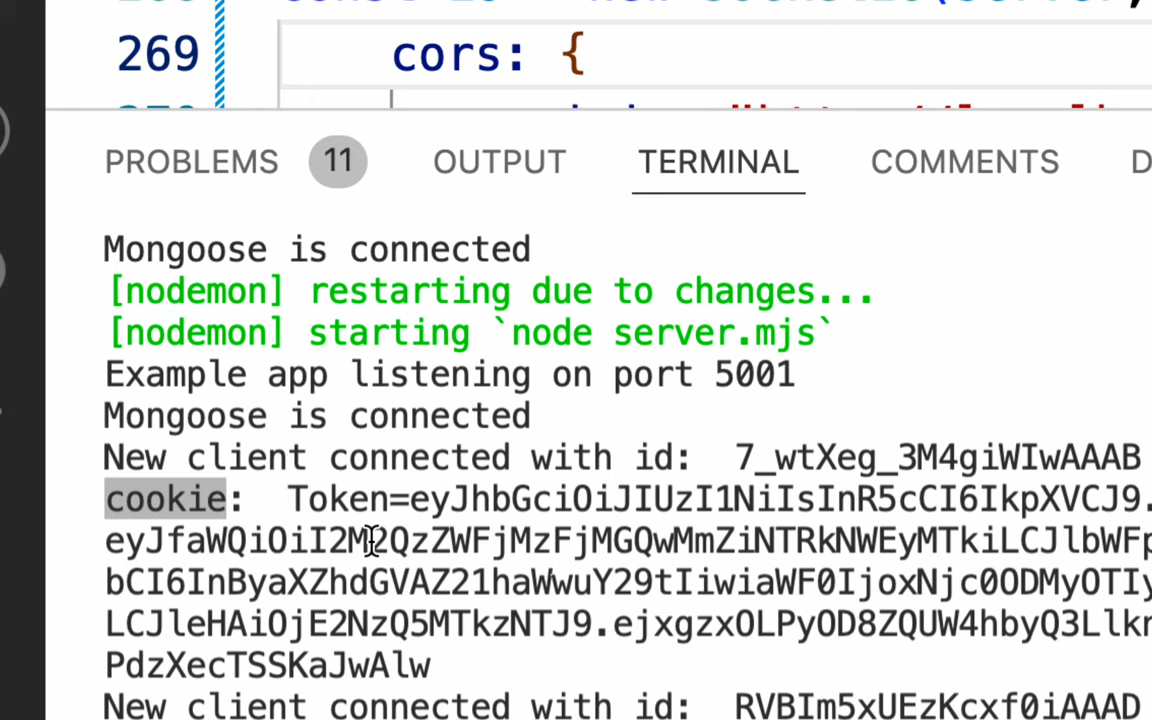 269 cors: {
PROBLEMS 11 OUTPUT TERMINAL COMMENTS D
Mongoose is connected
[nodemon] restarting due to changes...
[nodemon] starting `node server.mjs`
Example app listening on port 5001
Mongoose is connected
New client connected with id: 7_wtXeg_3M4giWIwAAAB
cookie: Token=eyJhbGciOiJIUzI1NiIsInR5cCI6IkpXVCJ9.
eyJfaWQiOiI2M2QzZWFjMzFjMGQwMmZiNTRkNWEyMTkiLCJlbWFp
bCI6InByaXZhdGVAZ21haWwuY29tIiwiaWF0IjoxNjc0ODMyOTIy
LCJleHAiOjE2NzQ5MTkzNTJ9.ejxgzxOLPyOD8ZQUW4hbyQ3Llkr
PdzXecTSSKaJwAlw
New client connected with id: RVBIm5xUEzKcxf0iAAAD